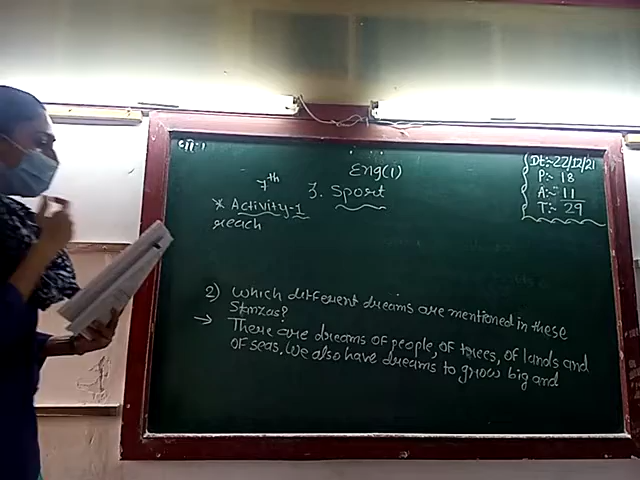 Eng(1)
Dt:- 22/12/21
P:- 18
A:- 11
T:- 29
7th
7. Sport
* Activity-1
reach
2) Which different dreams are mentioned in these
Stanzas?
→ There are dreams of people, of trees, of lands and
of seas. We also have dreams to grow big and